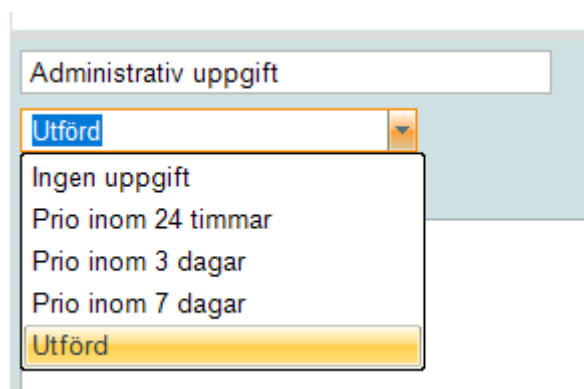 Administrativ uppgift
Utförd
Ingen uppgift
Prio inom 24 timmar
Prio inom 3 dagar
Prio inom 7 dagar
Utförd